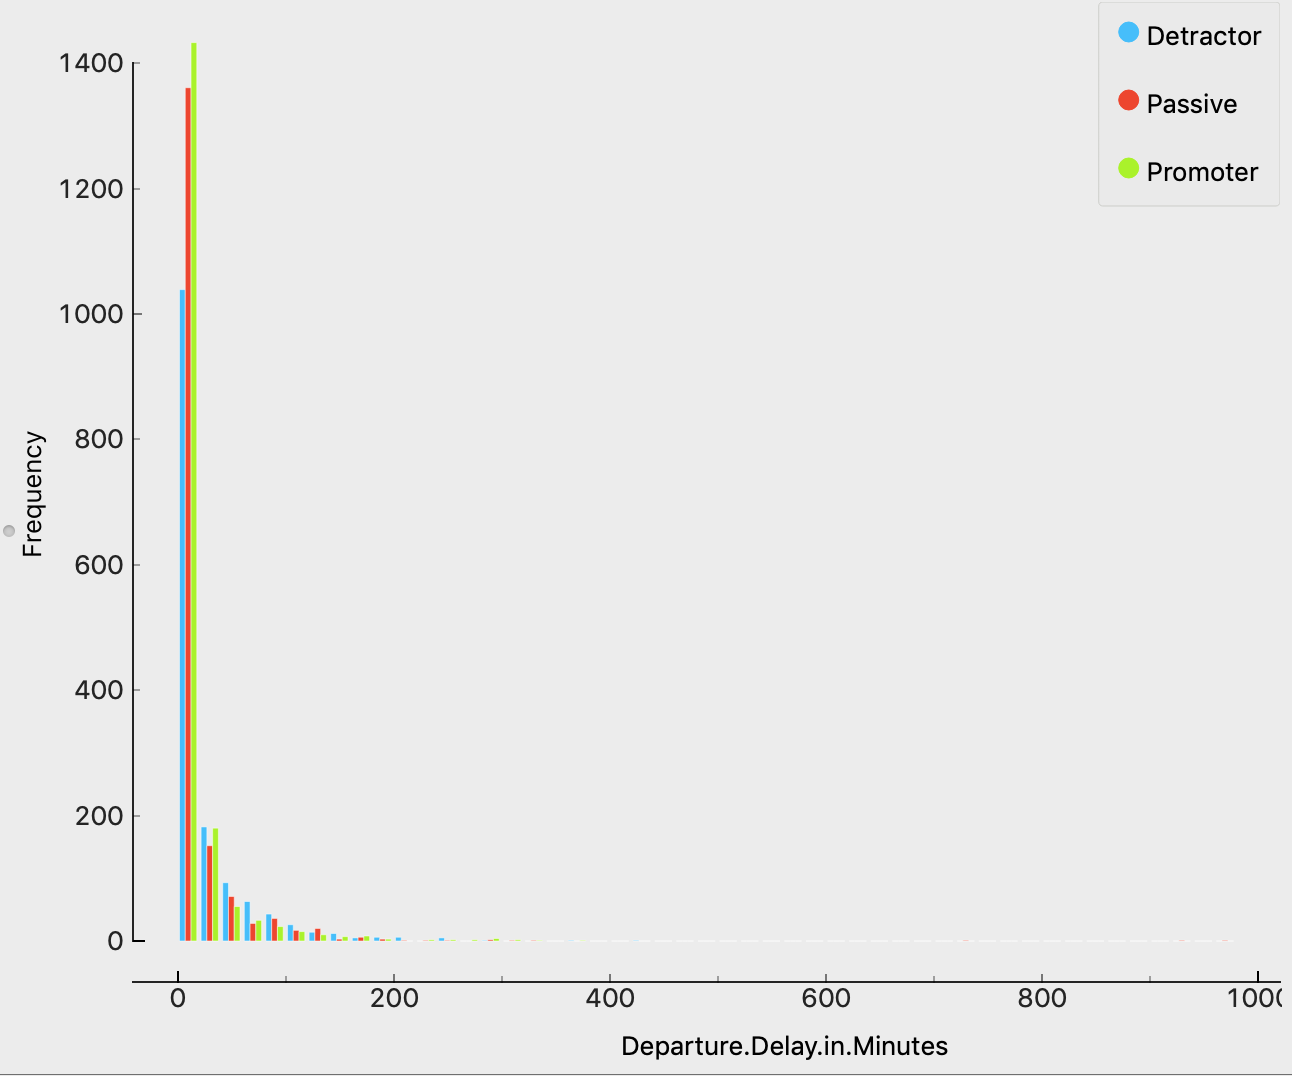 Detractor
Passive
Promoter
1400
1200
1000
800
600
400
200
0
Frequency
0 200 400 600 800 1000
Departure.Delay.in.Minutes